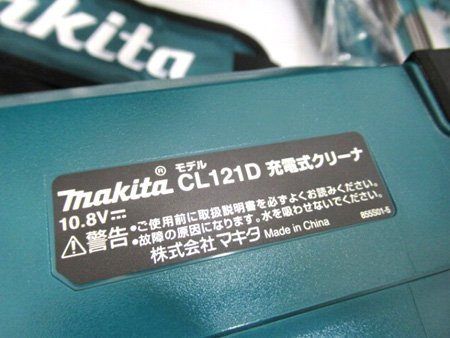 makita
makita® モデル CL121D 充電式クリーナ
10.8V⎓
⚠警告 •ご使用前に取扱説明書を必ずよくお読みください。
•故障の原因になります。水を吸わせないでください。
株式会社マキタ Made in China 855S01-5